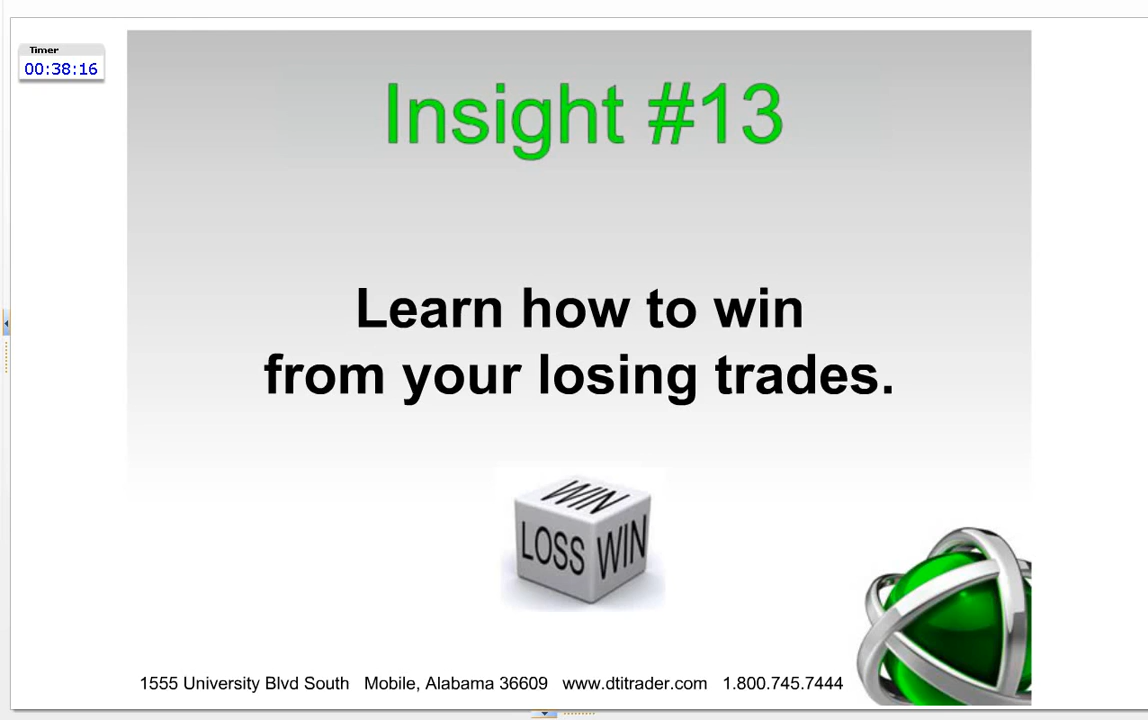 Timer
00:38:16
Insight #13
Learn how to win
from your losing trades.
WIN
LOSS WIN
1555 University Blvd South Mobile, Alabama 36609 www.dtitrader.com 1.800.745.7444